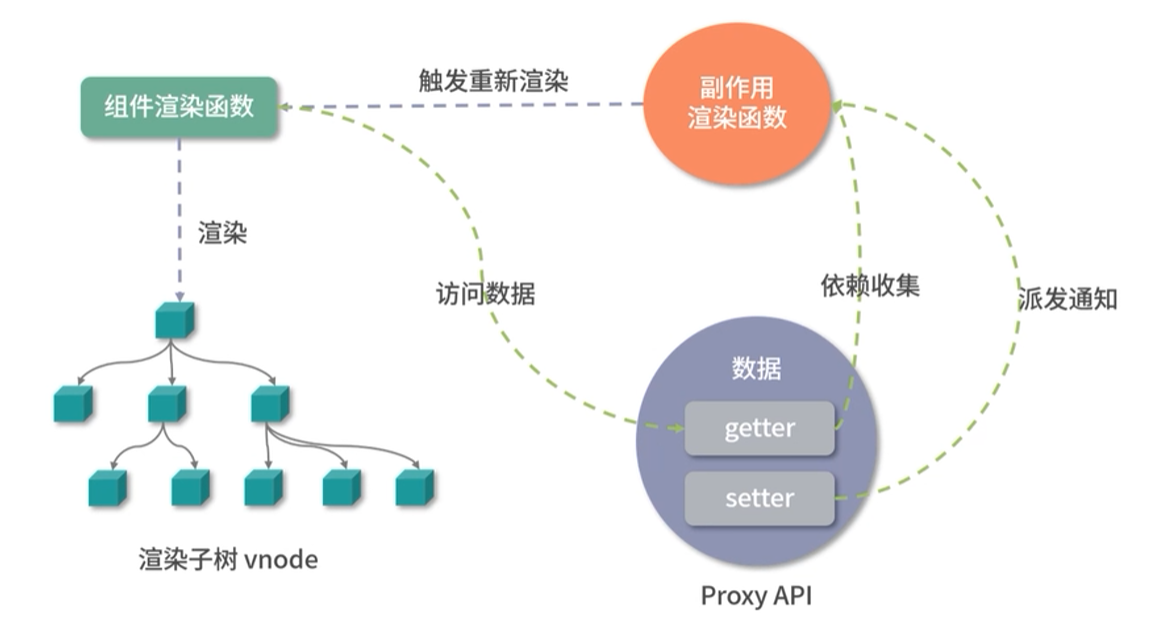 触发重新渲染
副作用
渲染函数
组件渲染函数
渲染
访问数据
依赖收集
派发通知
数据
getter
setter
渲染子树 vnode
Proxy API